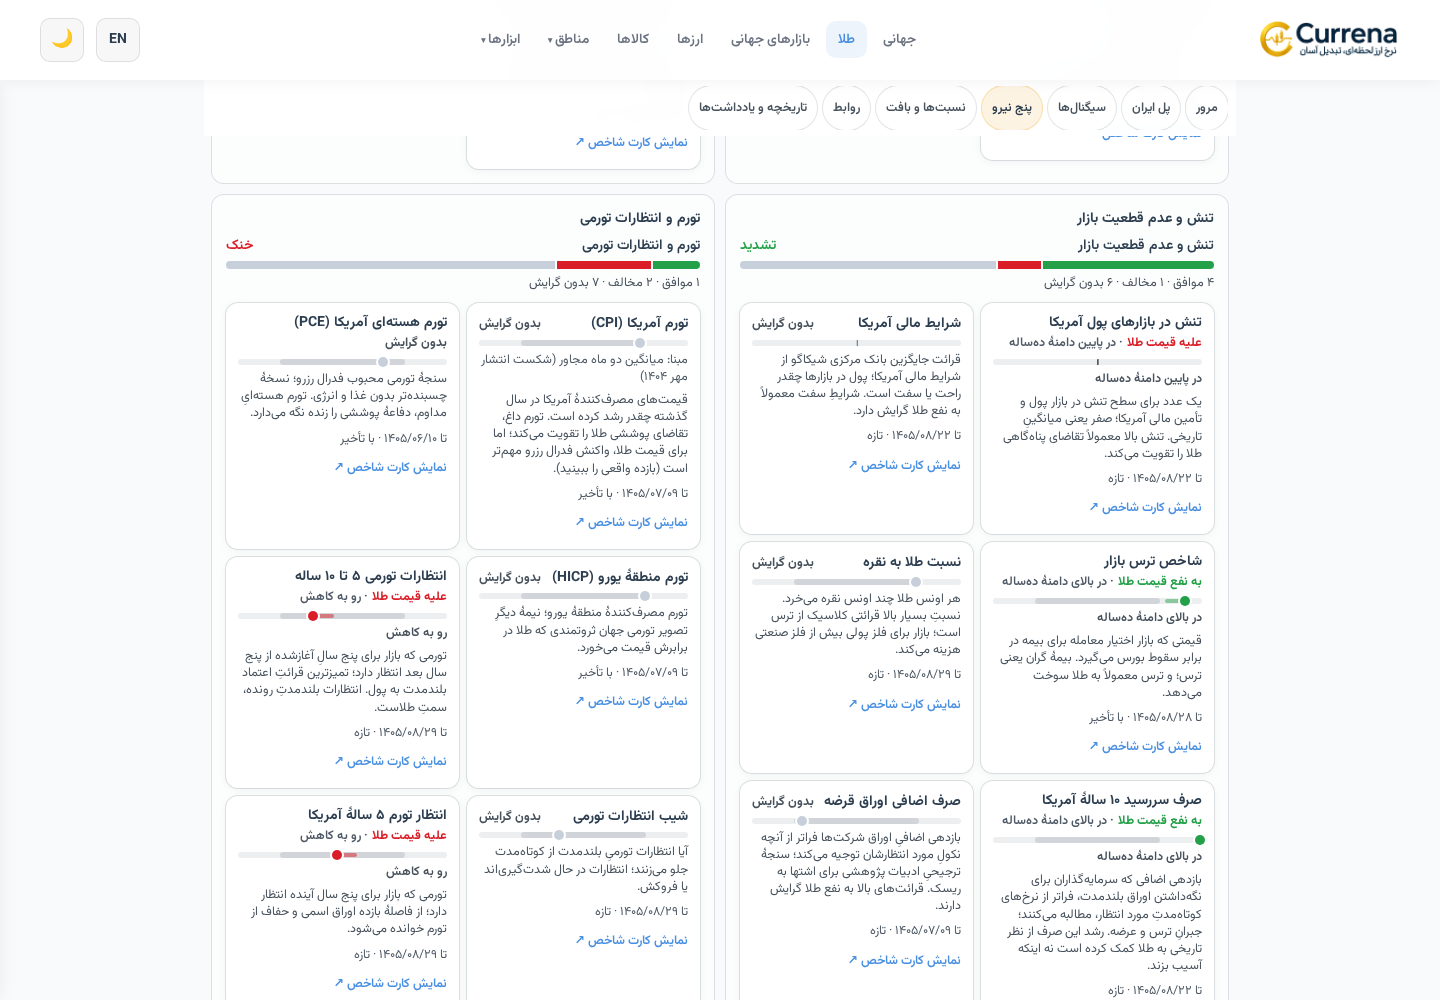 Currena
نرخ ارز لحظه‌ای، تبدیل آسان
جهانی
طلا
بازارهای جهانی
ارزها
کالاها
مناطق ▾
ابزارها ▾
EN
مرور
پل ایران
سیگنال‌ها
پنج نیرو
نسبت‌ها و بافت
روابط
تاریخچه و یادداشت‌ها
نمایش کارت شاخص ↗
تنش و عدم قطعیت بازار
تنش و عدم قطعیت بازار
تشدید
۴ موافق · ۱ مخالف · ۶ بدون گرایش
تنش در بازارهای پول آمریکا
علیه قیمت طلا · در پایین دامنهٔ ده‌ساله
در پایین دامنهٔ ده‌ساله
یک عدد برای سطح تنش در بازار پول و
تأمین مالی آمریکا؛ صفر یعنی میانگینِ
تاریخی. تنش بالا معمولاً تقاضای پناهگاهی
طلا را تقویت می‌کند.
تا ۱۴۰۵/۰۸/۲۲ · تازه
نمایش کارت شاخص ↗
شرایط مالی آمریکا
بدون گرایش
قرائت جایگزین بانک مرکزی شیکاگو از
شرایط مالی آمریکا؛ پول در بازارها چقدر
راحت یا سفت است. شرایطِ سفت معمولاً
به نفع طلا گرایش دارد.
تا ۱۴۰۵/۰۸/۲۲ · تازه
نمایش کارت شاخص ↗
شاخص ترس بازار
به نفع قیمت طلا · در بالای دامنهٔ ده‌ساله
در بالای دامنهٔ ده‌ساله
قیمتی که بازار اختیار معامله برای بیمه در
برابر سقوط بورس می‌گیرد. بیمهٔ گران یعنی
ترس؛ و ترس معمولاً به طلا سوخت
می‌دهد.
تا ۱۴۰۵/۰۸/۲۸ · با تأخیر
نمایش کارت شاخص ↗
نسبت طلا به نقره
بدون گرایش
هر اونس طلا چند اونس نقره می‌خرد.
نسبتِ بسیار بالا قرائتی کلاسیک از ترس
است؛ بازار برای فلز پولی بیش از فلز صنعتی
هزینه می‌کند.
تا ۱۴۰۵/۰۸/۲۹ · تازه
نمایش کارت شاخص ↗
صرف سررسید ۱۰ سالهٔ آمریکا
به نفع قیمت طلا · در بالای دامنهٔ ده‌ساله
در بالای دامنهٔ ده‌ساله
بازدهی اضافی که سرمایه‌گذاران برای
نگه‌داشتن اوراق بلندمدت، فراتر از نرخ‌های
کوتاه‌مدتِ مورد انتظار، مطالبه می‌کنند؛
جبرانِ ترس و عرضه. رشد این صرف از نظر
تاریخی به طلا کمک کرده است نه اینکه
آسیب بزند.
تا ۱۴۰۵/۰۸/۲۲ · تازه
صرف اضافی اوراق قرضه
بدون گرایش
بازدهی اضافیِ اوراق شرکت‌ها فراتر از آنچه
نکولِ مورد انتظارشان توجیه می‌کند؛ سنجهٔ
ترجیحیِ ادبیات پژوهشی برای اشتها به
ریسک. قرائت‌های بالا به نفع طلا گرایش
دارند.
تا ۱۴۰۵/۰۷/۰۹ · تازه
نمایش کارت شاخص ↗
تورم و انتظارات تورمی
تورم و انتظارات تورمی
خنک
۱ موافق · ۲ مخالف · ۷ بدون گرایش
تورم آمریکا (CPI)
بدون گرایش
مبنا: میانگین دو ماه مجاور (شکست انتشار
مهر ۱۴۰۴)
قیمت‌های مصرف‌کنندهٔ آمریکا در سال
گذشته چقدر رشد کرده است. تورم داغ،
تقاضای پوششی طلا را تقویت می‌کند؛ اما
برای قیمت طلا، واکنش فدرال رزرو مهم‌تر
است (بازده واقعی را ببینید).
تا ۱۴۰۵/۰۷/۰۹ · با تأخیر
نمایش کارت شاخص ↗
تورم هسته‌ای آمریکا (PCE)
بدون گرایش
سنجهٔ تورمی محبوب فدرال رزرو؛ نسخهٔ
چسبنده‌تر بدون غذا و انرژی. تورم هسته‌ایِ
مداوم، دفاعهٔ پوششی را زنده نگه می‌دارد.
تا ۱۴۰۵/۰۶/۱۰ · با تأخیر
نمایش کارت شاخص ↗
تورم منطقهٔ یورو (HICP)
بدون گرایش
تورم مصرف‌کنندهٔ منطقهٔ یورو؛ نیمهٔ دیگرِ
تصویر تورمی جهان ثروتمندی که طلا در
برابرش قیمت می‌خورد.
تا ۱۴۰۵/۰۷/۰۹ · با تأخیر
نمایش کارت شاخص ↗
انتظارات تورمی ۵ تا ۱۰ ساله
علیه قیمت طلا · رو به کاهش
رو به کاهش
تورمی که بازار برای پنج سالِ آغازشده از پنج
سال بعد انتظار دارد؛ تمیزترین قرائتِ اعتماد
بلندمدت به پول. انتظارات بلندمدتِ رونده،
سمتِ طلاست.
تا ۱۴۰۵/۰۸/۲۹ · تازه
نمایش کارت شاخص ↗
شیب انتظارات تورمی
بدون گرایش
آیا انتظارات تورمیِ بلندمدت از کوتاه‌مدت
جلو می‌زنند؛ انتظارات در حال شدت‌گیری‌اند
یا فروکش.
تا ۱۴۰۵/۰۸/۲۹ · تازه
نمایش کارت شاخص ↗
انتظار تورم ۵ سالهٔ آمریکا
علیه قیمت طلا · رو به کاهش
رو به کاهش
تورمی که بازار برای پنج سال آینده انتظار
دارد؛ از فاصلهٔ بازده اوراق اسمی و حفاف از
تورم خوانده می‌شود.
تا ۱۴۰۵/۰۸/۲۹ · تازه
نمایش کارت شاخص ↗